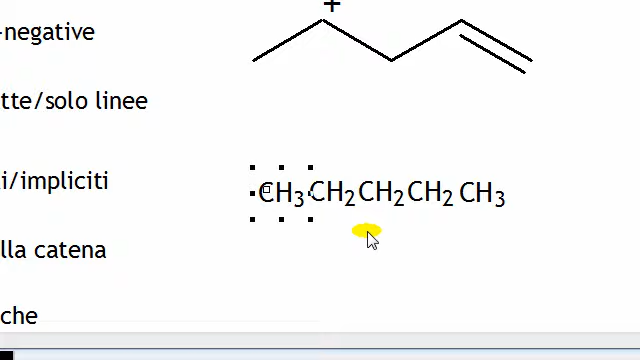 +
-negative
tte/solo linee
i/impliciti
CH3CH2CH2CH2CH3
lla catena
che